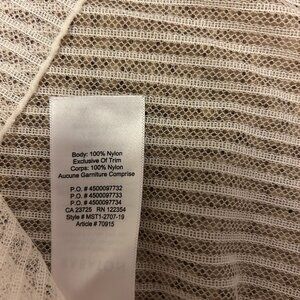 Body: 100% Nylon
Exclusive Of Trim
Corps: 100% Nylon
Aucune Garniture Comprise
P.O. # 4500097732
P.O. # 4500097733
P.O. # 4500097734
CA 23725 RN 122354
Style # MST1-2707-19
Article # 70915